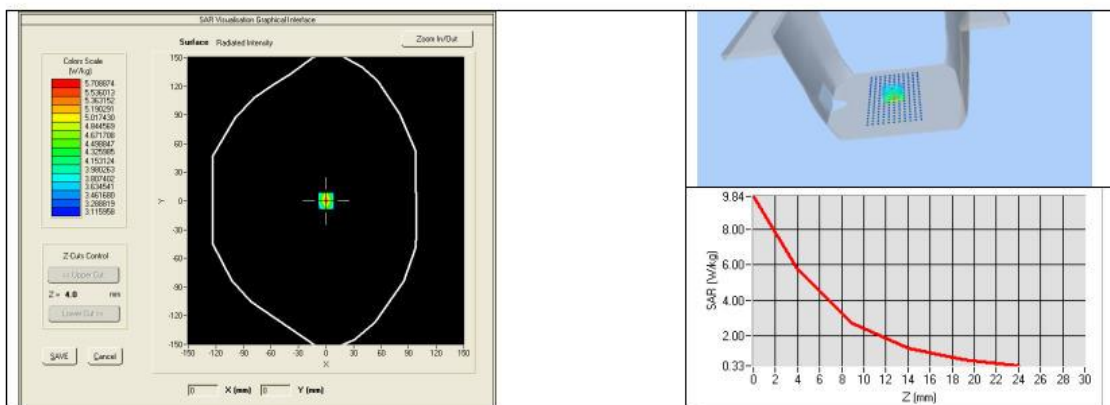 SAR Visualisation Graphical Interface
Surface Radiated Intensity
Zoom In/Out
Colors Scale
(W/kg)
5.708874
5.536013
5.363152
5.190291
5.017430
4.844569
4.671708
4.498847
4.325985
4.153124
3.980263
3.807402
3.634541
3.461680
3.288819
3.115958
Z-Cuts Control
<< Upper Cut
Z = 4.0 mm
Lower Cut >>
SAVE Cancel
150
120
90
60
30
0
-30
-60
-90
-120
-150
Y
-150 -120 -90 -60 -30 0 30 60 90 120 150
X
0 X (mm) 0 Y (mm)
9.84
8.00
6.00
4.00
2.00
0.33
SAR (W/kg)
0 2 4 6 8 10 12 14 16 18 20 22 24 26 28 30
Z (mm)